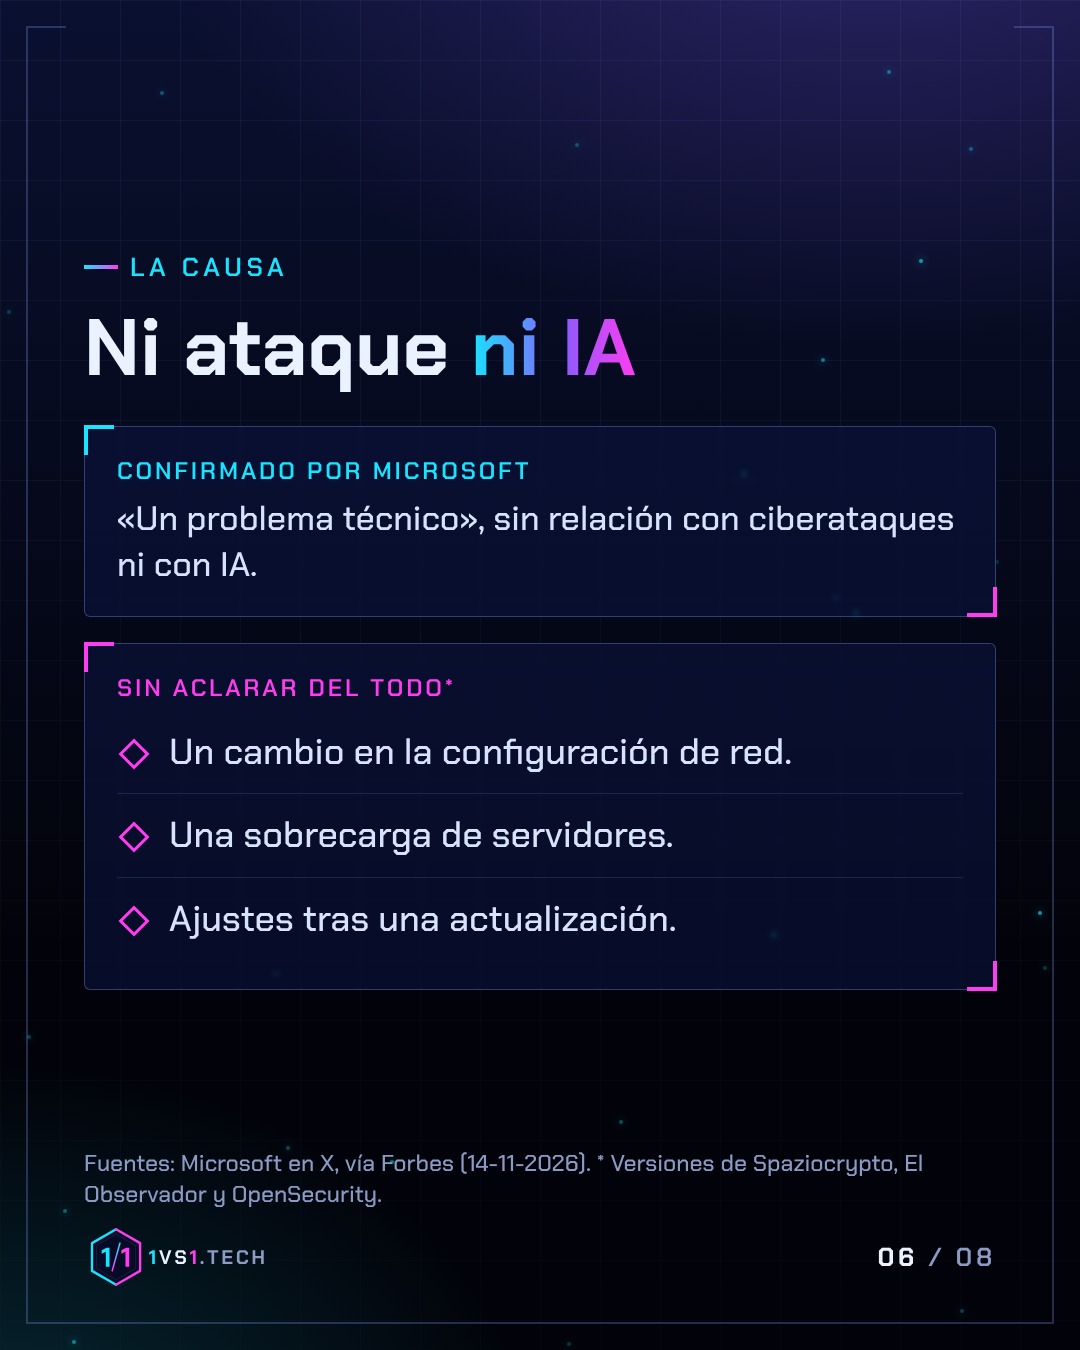 LA CAUSA
Ni ataque ni IA
CONFIRMADO POR MICROSOFT
«Un problema técnico», sin relación con ciberataques
ni con IA.
SIN ACLARAR DEL TODO*
Un cambio en la configuración de red.
Una sobrecarga de servidores.
Ajustes tras una actualización.
Fuentes: Microsoft en X, vía Forbes (14-11-2026). * Versiones de Spaziocrypto, El
Observador y OpenSecurity.
1/1 1VS1.TECH
06 / 08